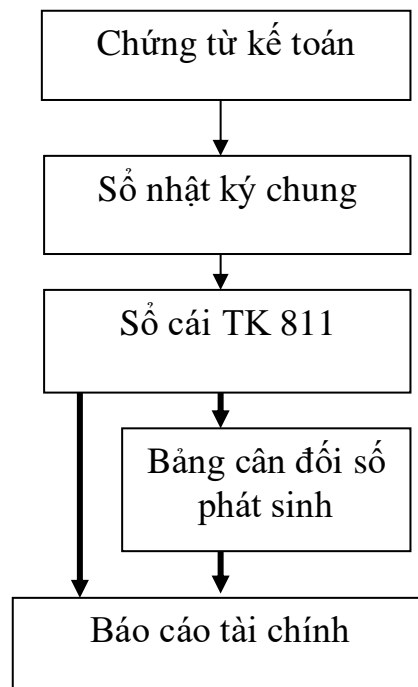 Chứng từ kế toán
Sổ nhật ký chung
Sổ cái TK 811
Bảng cân đối số
phát sinh
Báo cáo tài chính